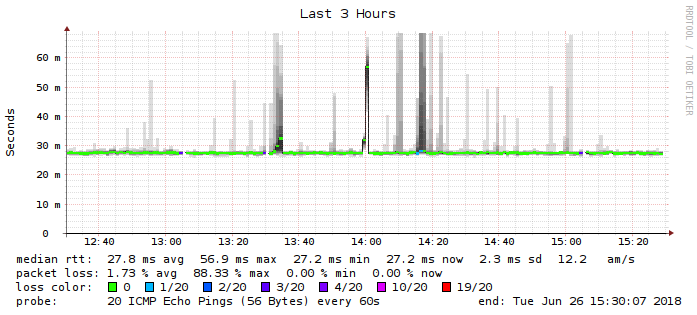 Last 3 Hours
RRDTOOL / TOBI OETIKER
Seconds
60 m
50 m
40 m
30 m
20 m
10 m
0
12:40 13:00 13:20 13:40 14:00 14:20 14:40 15:00 15:20
median rtt: 27.8 ms avg 56.9 ms max 27.2 ms min 27.2 ms now 2.3 ms sd 12.2 am/s
packet loss: 1.73 % avg 88.33 % max 0.00 % min 0.00 % now
loss color: 0 1/20 2/20 3/20 4/20 10/20 19/20
probe: 20 ICMP Echo Pings (56 Bytes) every 60s end: Tue Jun 26 15:30:07 2018